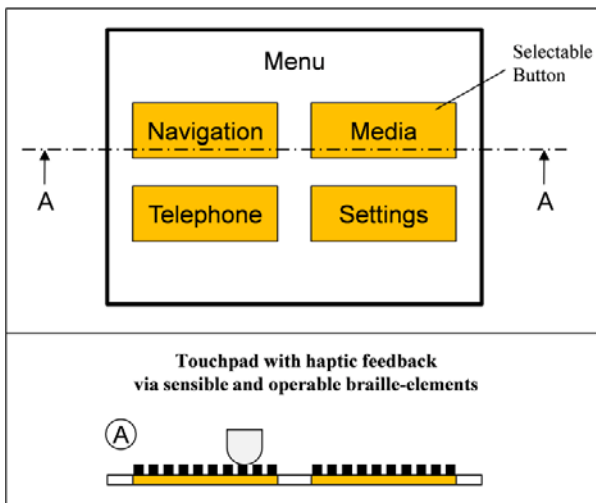 Menu
Selectable
Button
Navigation
Media
A
A
Telephone
Settings
Touchpad with haptic feedback
via sensible and operable braille-elements
A